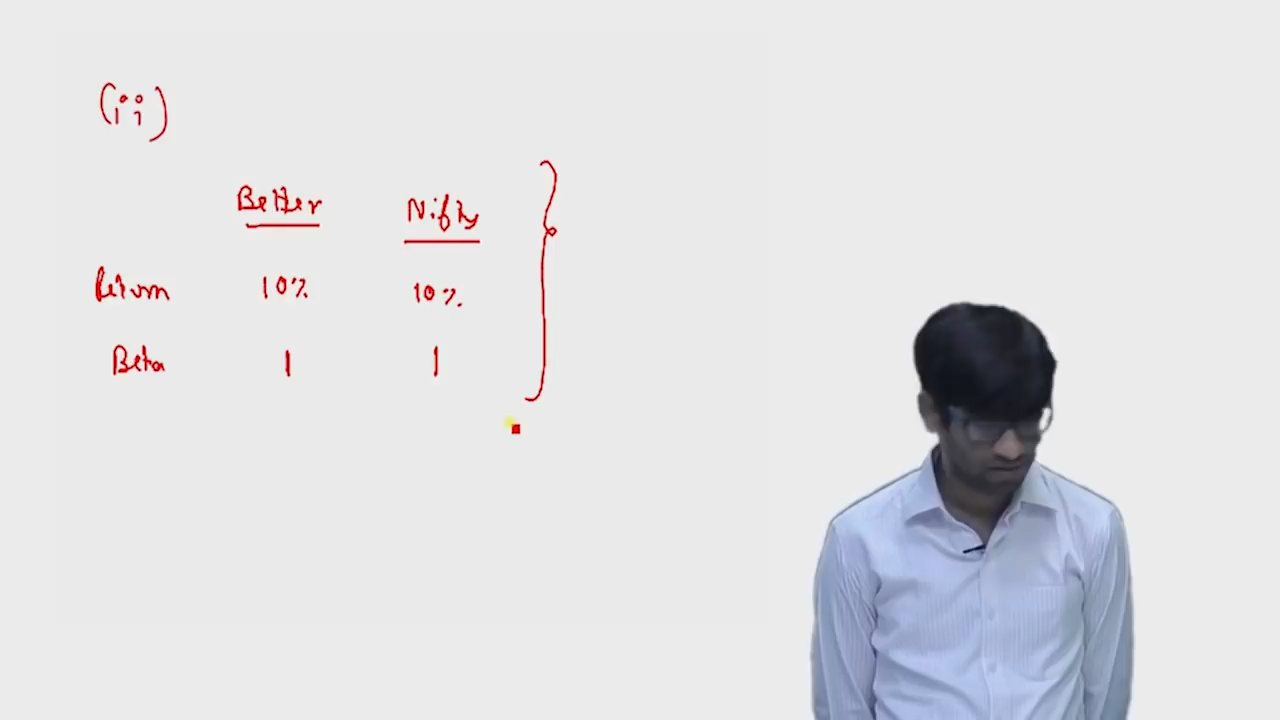 (ii)
Better Nifty
Return 10% 10%
Beta 1 1